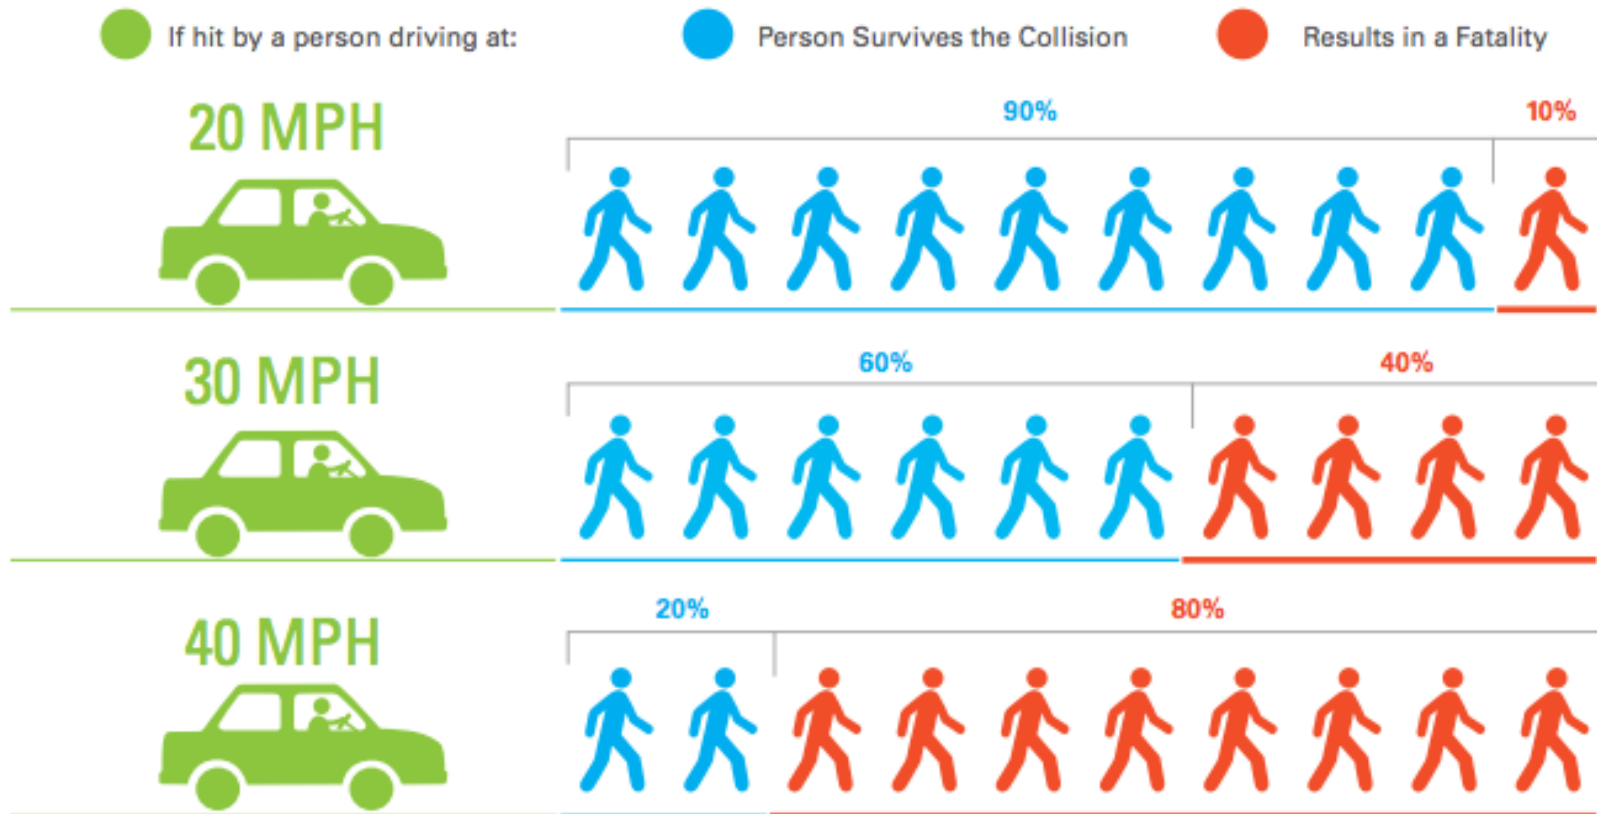 If hit by a person driving at:
Person Survives the Collision
Results in a Fatality
20 MPH
90%
10%
30 MPH
60%
40%
40 MPH
20%
80%